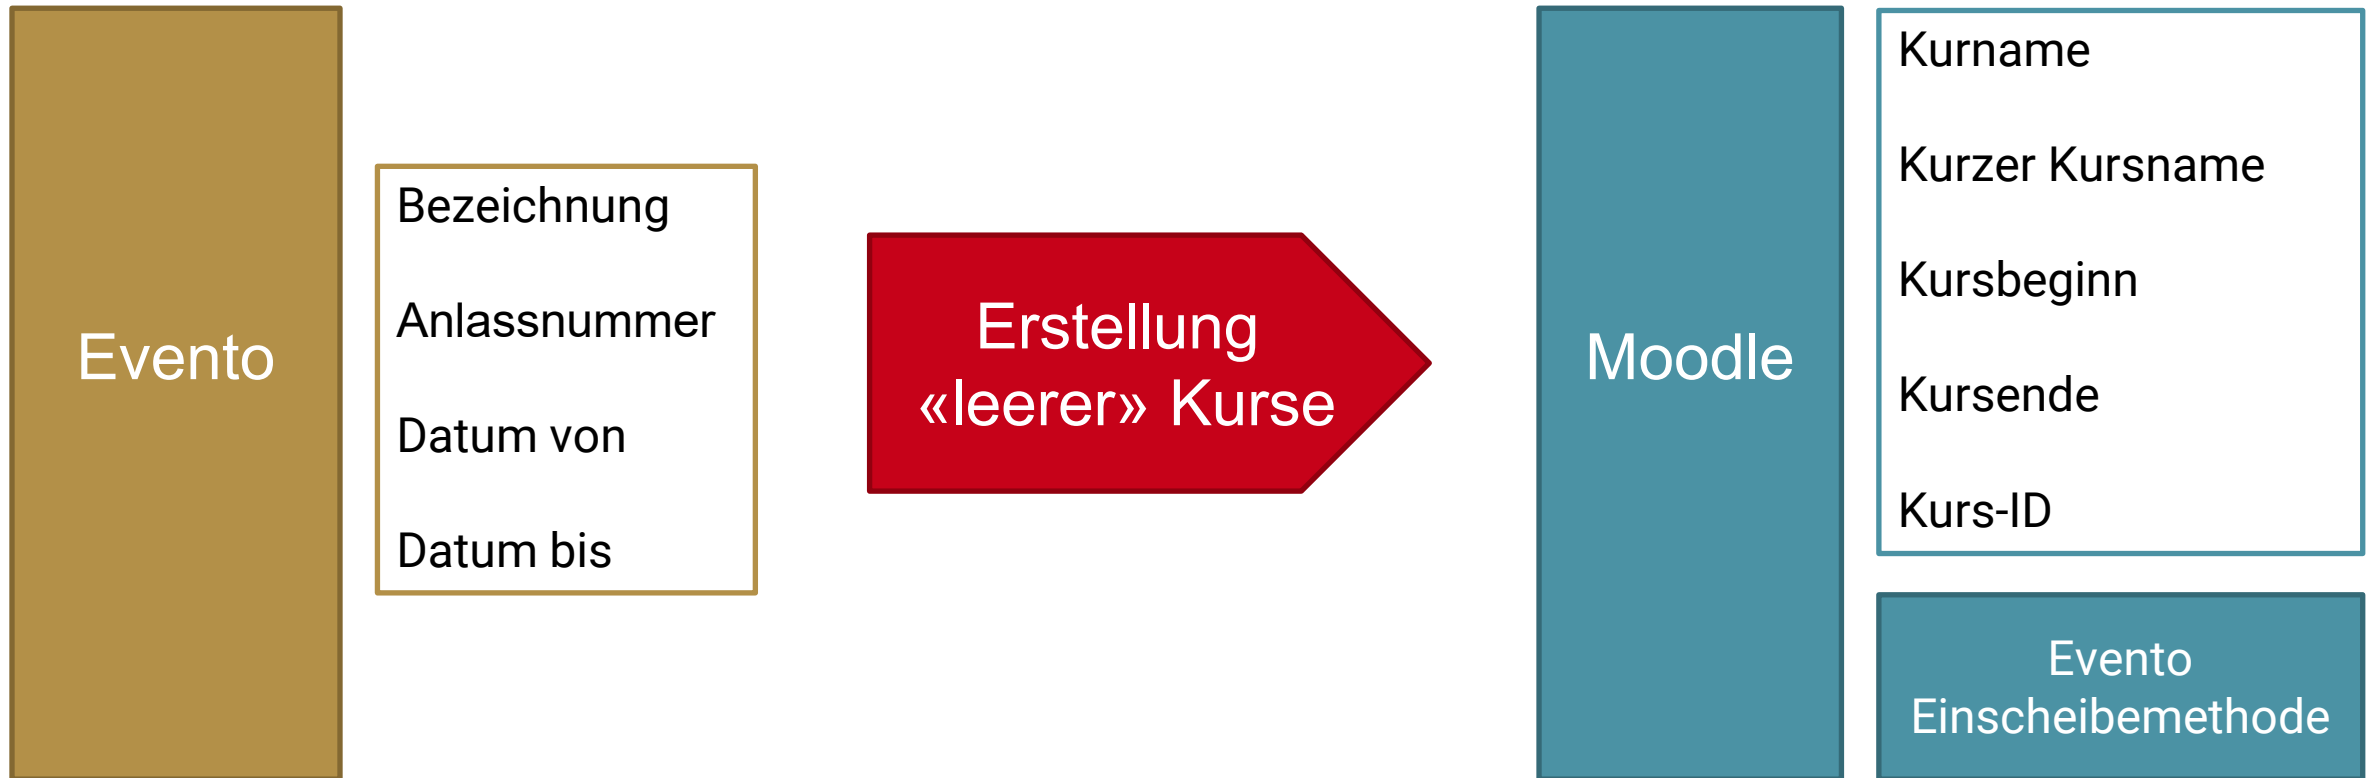 Evento
Bezeichnung
Anlassnummer
Datum von
Datum bis
Erstellung
«leerer» Kurse
Moodle
Kurname
Kurzer Kursname
Kursbeginn
Kursende
Kurs-ID
Evento
Einscheibemethode